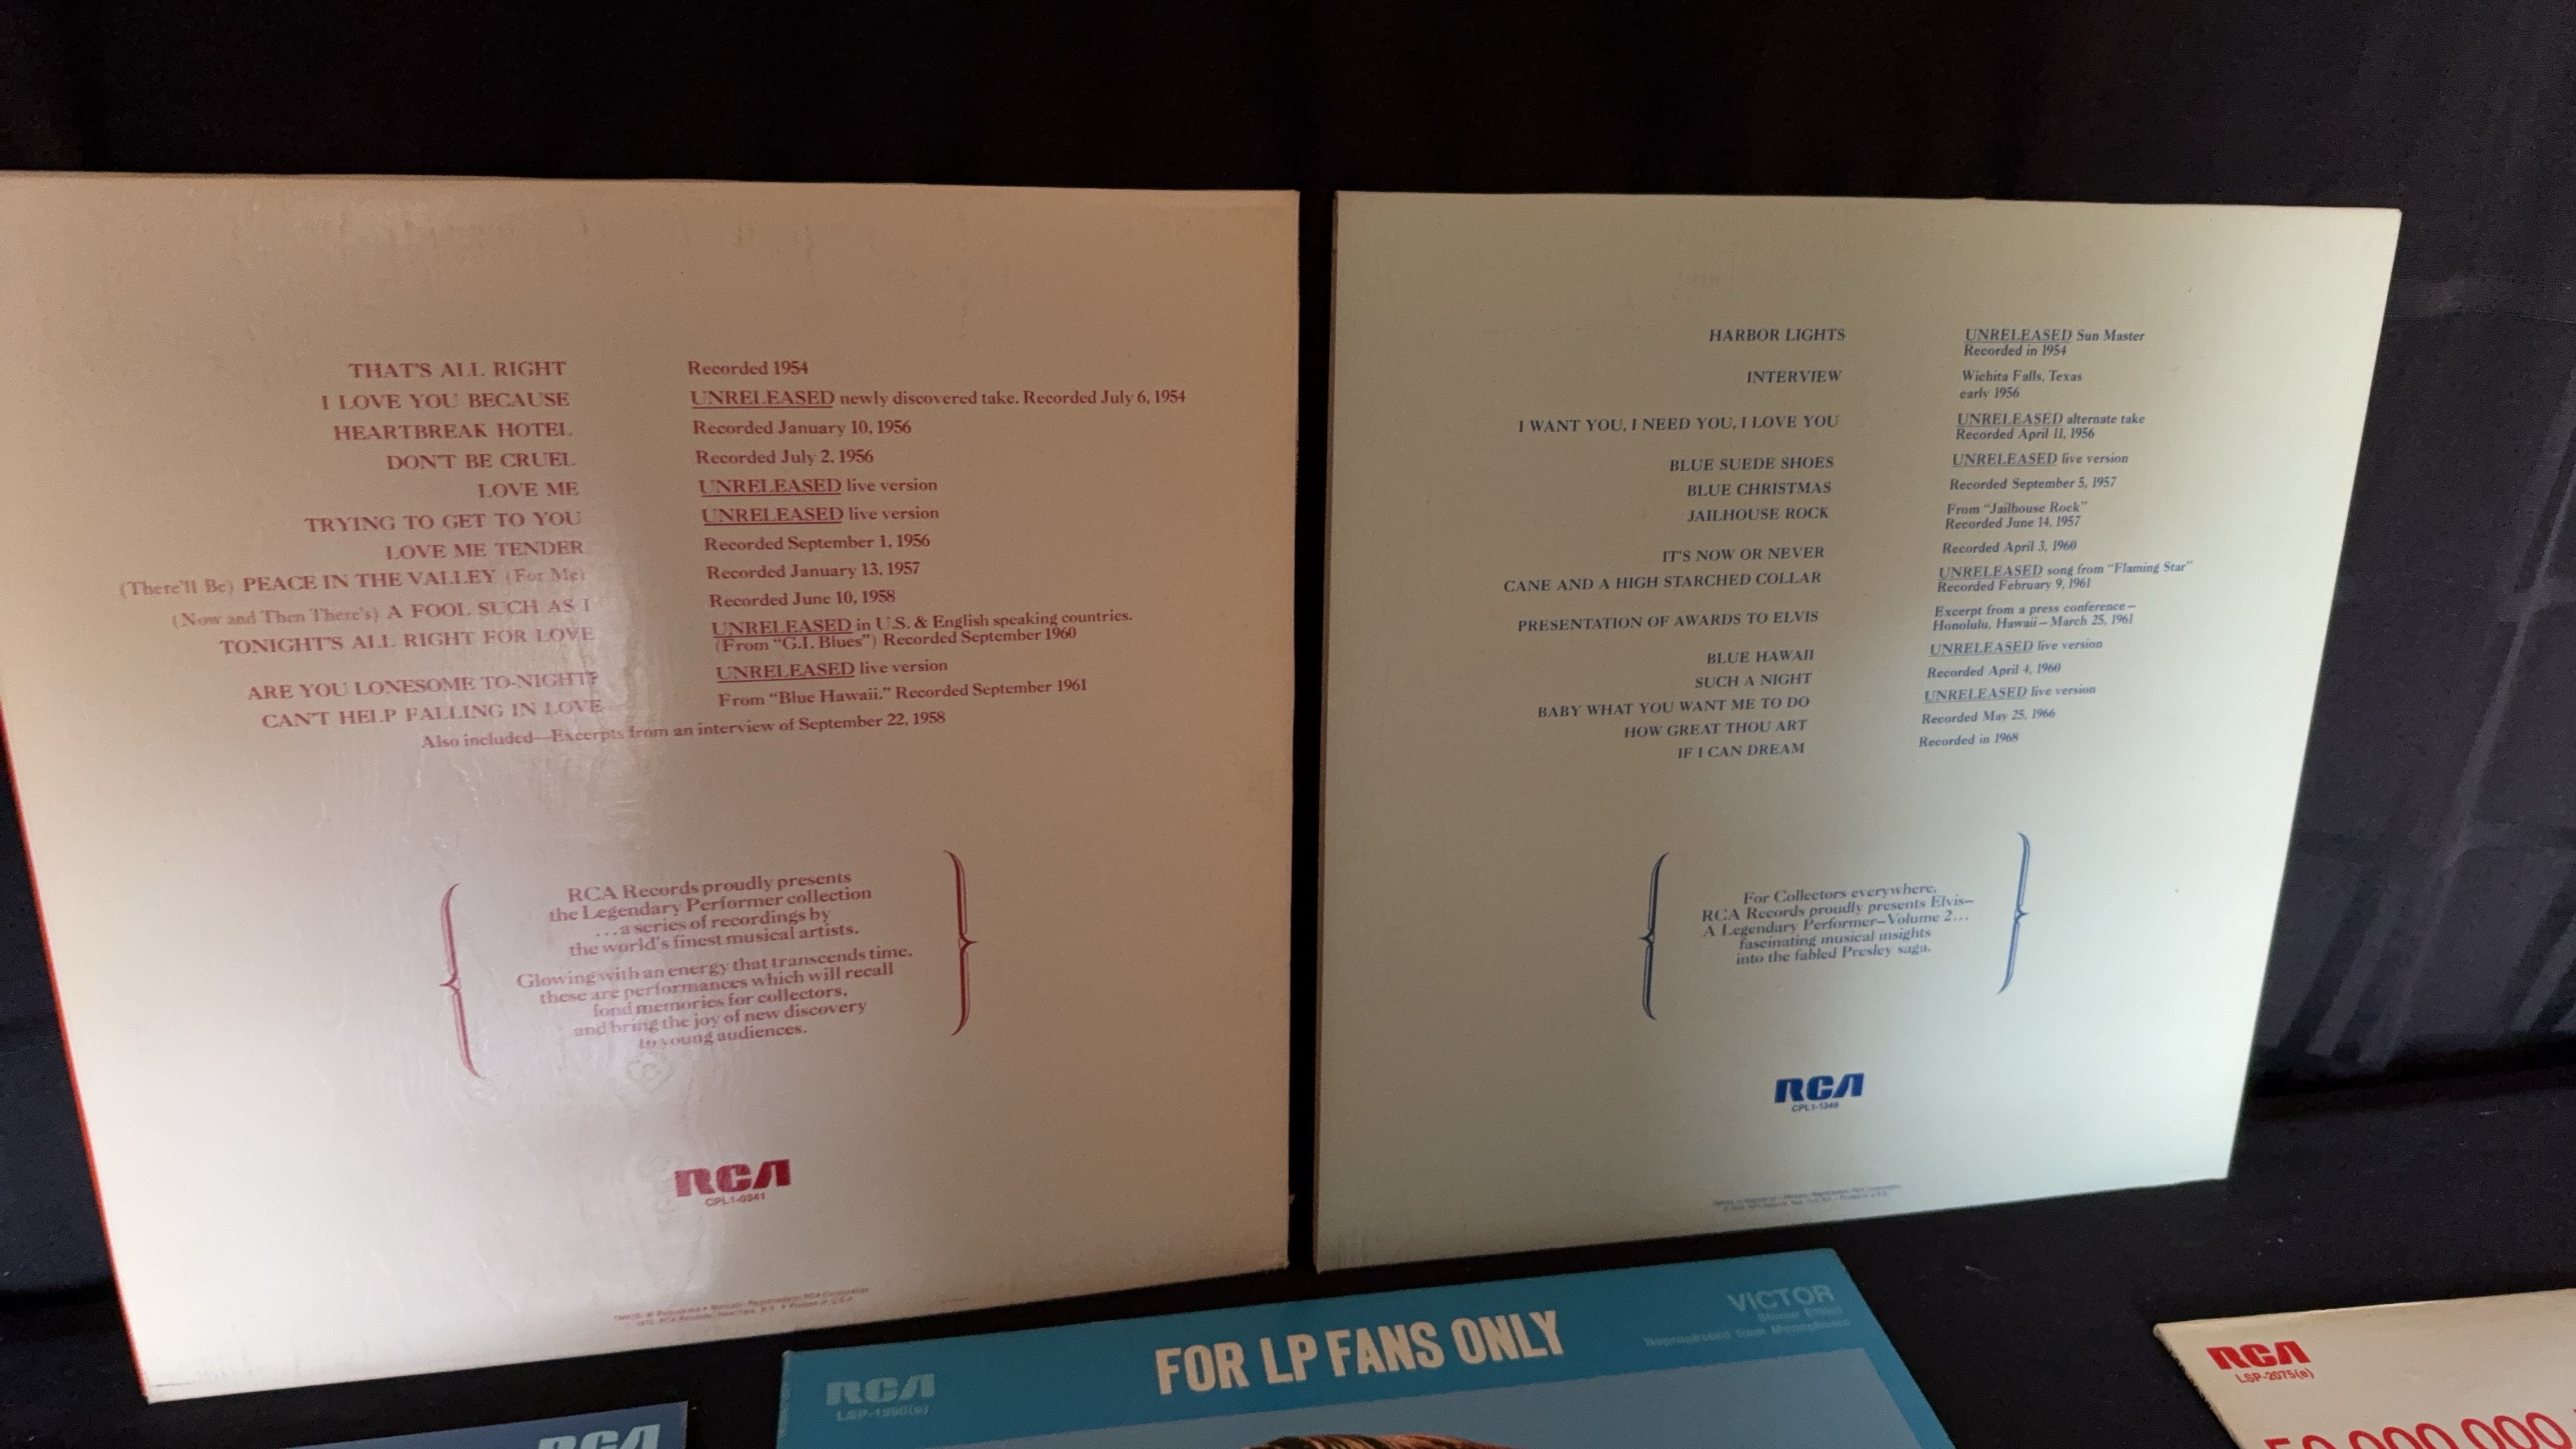 THAT'S ALL RIGHT Recorded 1954
I LOVE YOU BECAUSE UNRELEASED newly discovered take. Recorded July 6, 1954
HEARTBREAK HOTEL Recorded January 10, 1956
DON'T BE CRUEL Recorded July 2, 1956
LOVE ME UNRELEASED live version
TRYING TO GET TO YOU UNRELEASED live version
LOVE ME TENDER Recorded September 1, 1956
(There'll Be) PEACE IN THE VALLEY (For Me) Recorded January 13, 1957
(Now and Then There's) A FOOL SUCH AS I Recorded June 10, 1958
TONIGHT'S ALL RIGHT FOR LOVE UNRELEASED in U.S. & English speaking countries.
(From "G.I. Blues") Recorded September 1960
ARE YOU LONESOME TO-NIGHT? UNRELEASED live version
CAN'T HELP FALLING IN LOVE From "Blue Hawaii." Recorded September 1961
Also included—Excerpts from an interview of September 22, 1958
RCA Records proudly presents
the Legendary Performer collection
...a series of recordings by
the world's finest musical artists.
Glowing with an energy that transcends time,
these are performances which will recall
fond memories for collectors,
and bring the joy of new discovery
to young audiences.
RCA
CPL1-0341
HARBOR LIGHTS UNRELEASED Sun Master
Recorded in 1954
INTERVIEW Wichita Falls, Texas
early 1956
I WANT YOU, I NEED YOU, I LOVE YOU UNRELEASED alternate take
Recorded April 11, 1956
BLUE SUEDE SHOES UNRELEASED live version
BLUE CHRISTMAS Recorded September 5, 1957
JAILHOUSE ROCK From "Jailhouse Rock"
Recorded June 14, 1957
IT'S NOW OR NEVER Recorded April 3, 1960
CANE AND A HIGH STARCHED COLLAR UNRELEASED song from "Flaming Star"
Recorded February 9, 1961
PRESENTATION OF AWARDS TO ELVIS Excerpt from a press conference—
Honolulu, Hawaii—March 25, 1961
BLUE HAWAII UNRELEASED live version
SUCH A NIGHT Recorded April 4, 1960
BABY WHAT YOU WANT ME TO DO UNRELEASED live version
HOW GREAT THOU ART Recorded May 25, 1966
IF I CAN DREAM Recorded in 1968
For Collectors everywhere,
RCA Records proudly presents Elvis—
A Legendary Performer—Volume 2...
fascinating musical insights
into the fabled Presley saga.
RCA
CPL1-1349
RCA
RCA
LSP-1990(e)
FOR LP FANS ONLY
VICTOR
Stereo Effect
Reprocessed from Monophonic
RCA
LSP-2075(e)
50,000,000